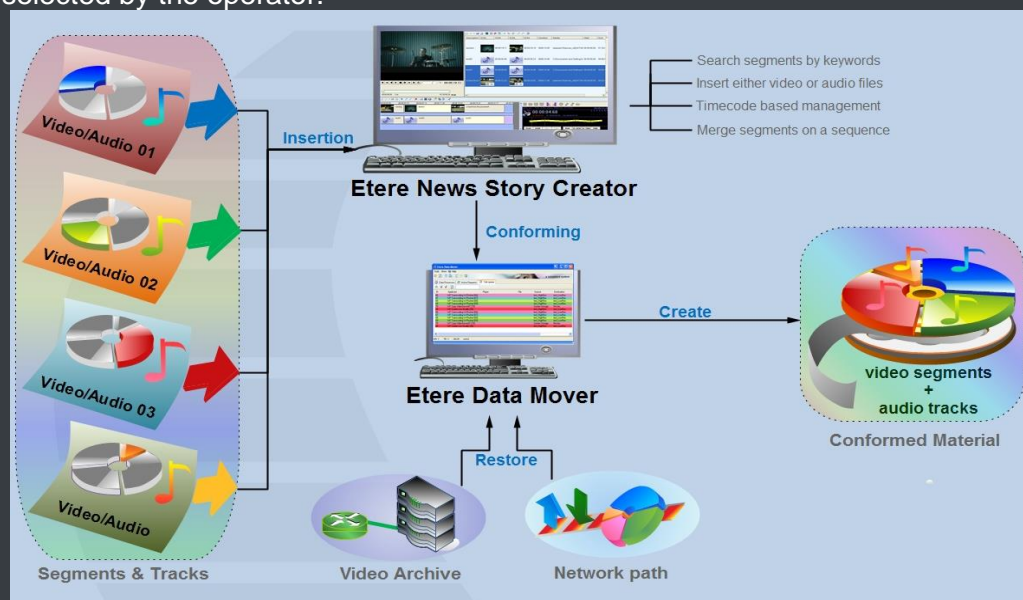 selected by the operator.
Video/Audio 01
Video/Audio 02
Video/Audio 03
Video/Audio
Segments & Tracks
Insertion
Search segments by keywords
Insert either video or audio files
Timecode based management
Merge segments on a sequence
Etere News Story Creator
Conforming
Etere Data Mover
Create
Restore
Video Archive
Network path
video segments
+
audio tracks
Conformed Material